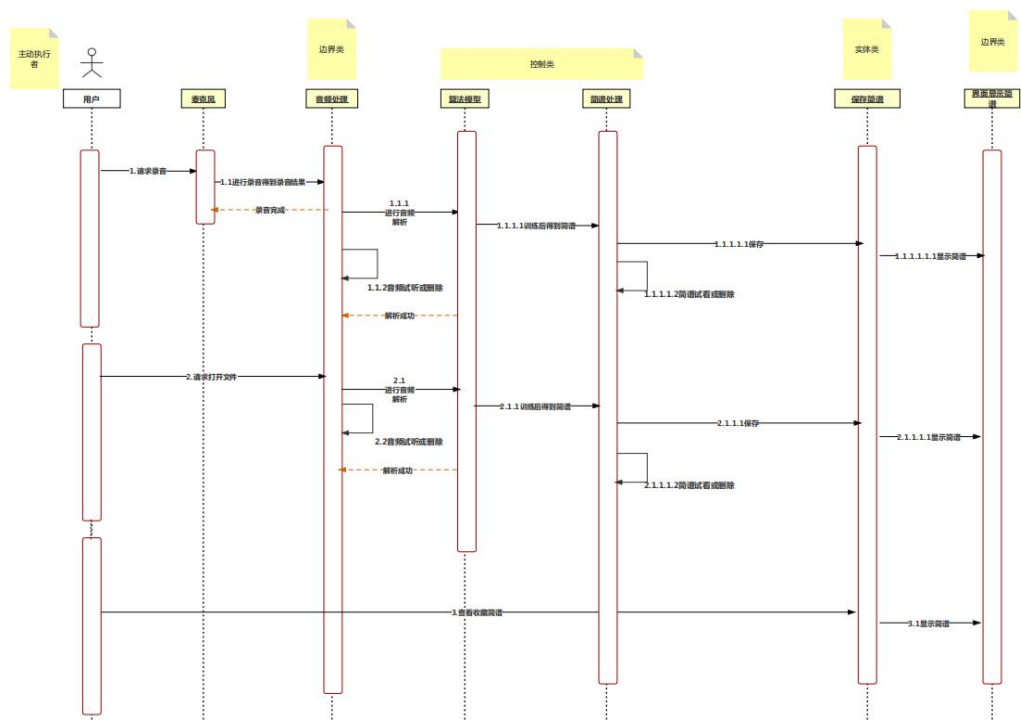 主动执行
者
边界类
控制类
实体类
边界类
用户
麦克风
音频处理
算法模型
简谱处理
保存简谱
界面显示简
谱
1.请求录音
1.1进行录音得到录音结果
录音完成
1.1.1
进行音频
解析
1.1.1.1训练后得到简谱
1.1.1.1.1保存
1.1.1.1.1.1显示简谱
1.1.2音频试听或删除
1.1.1.1.2简谱试看或删除
解析成功
2.请求打开文件
2.1
进行音频
解析
2.1.1训练后得到简谱
2.1.1.1保存
2.1.1.1.1显示简谱
2.2音频试听或删除
解析成功
2.1.1.1.2简谱试看或删除
3.查看收藏简谱
3.1显示简谱